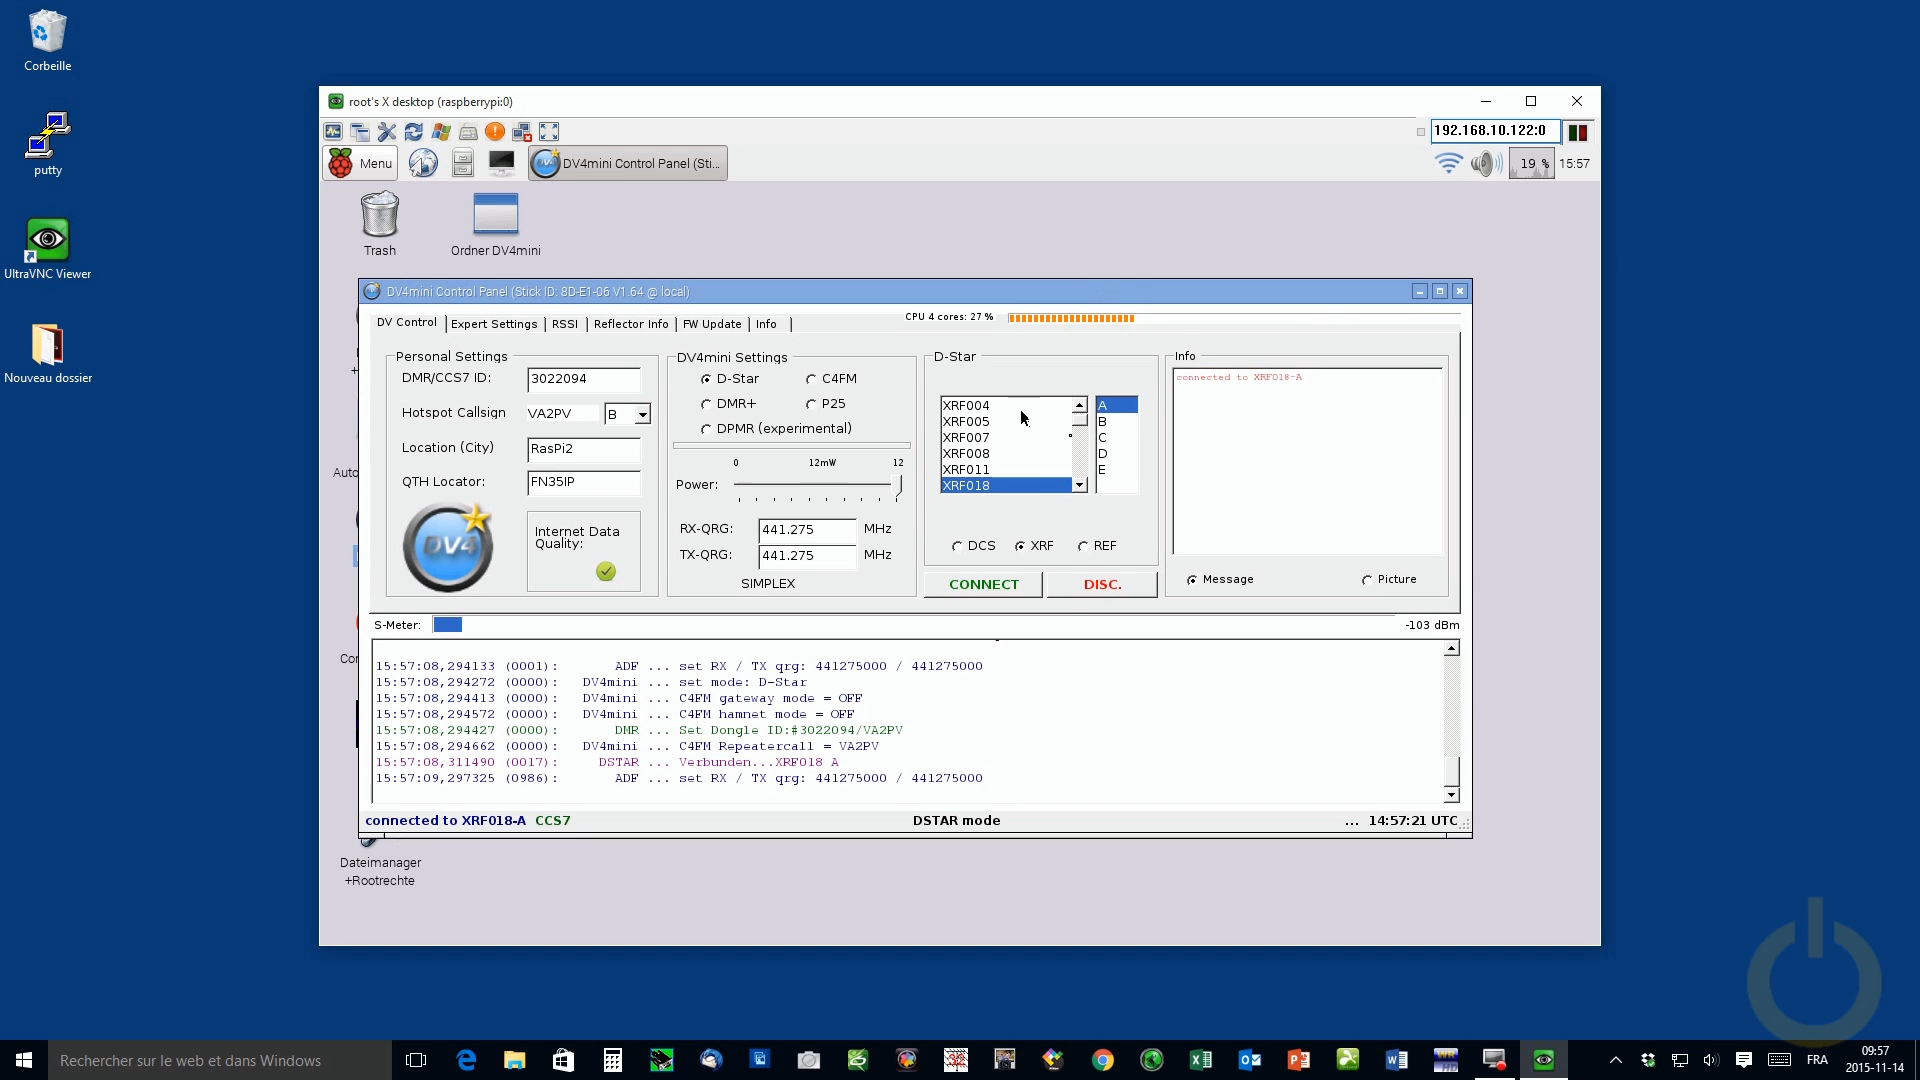 Corbeille
putty
UltraVNC Viewer
Nouveau dossier
root's X desktop (raspberrypi:0)
192.168.10.122:0
Menu
DV4mini Control Panel (Sti...
19 %
15:57
Trash
Ordner DV4mini
DV4mini Control Panel (Stick ID: 8D-E1-06 V1.64 @ local)
DV Control
Expert Settings
RSSI
Reflector Info
FW Update
Info
CPU 4 cores: 27 %
Personal Settings
DMR/CCS7 ID:
3022094
Hotspot Callsign
VA2PV
B
Location (City)
RasPi2
QTH Locator:
FN35IP
DV4
Internet Data
Quality:
DV4mini Settings
D-Star
C4FM
DMR+
P25
DPMR (experimental)
0
12mW
12
Power:
RX-QRG:
441.275
MHz
TX-QRG:
441.275
MHz
SIMPLEX
D-Star
XRF004
XRF005
XRF007
XRF008
XRF011
XRF018
A
B
C
D
E
DCS
XRF
REF
CONNECT
DISC.
Info
connected to XRF018-A
Message
Picture
S-Meter:
-103 dBm
15:57:08,294133 (0001): ADF ... set RX / TX qrg: 441275000 / 441275000
15:57:08,294272 (0000): DV4mini ... set mode: D-Star
15:57:08,294413 (0000): DV4mini ... C4FM gateway mode = OFF
15:57:08,294572 (0000): DV4mini ... C4FM hamnet mode = OFF
15:57:08,294427 (0000): DMR ... Set Dongle ID:#3022094/VA2PV
15:57:08,294662 (0000): DV4mini ... C4FM Repeatercall = VA2PV
15:57:08,311490 (0017): DSTAR ... Verbunden...XRF018 A
15:57:09,297325 (0986): ADF ... set RX / TX qrg: 441275000 / 441275000
connected to XRF018-A
CCS7
DSTAR mode
... 14:57:21 UTC
Auto
Con
Dateimanager
+Rootrechte
Rechercher sur le web et dans Windows
FRA
09:57
2015-11-14